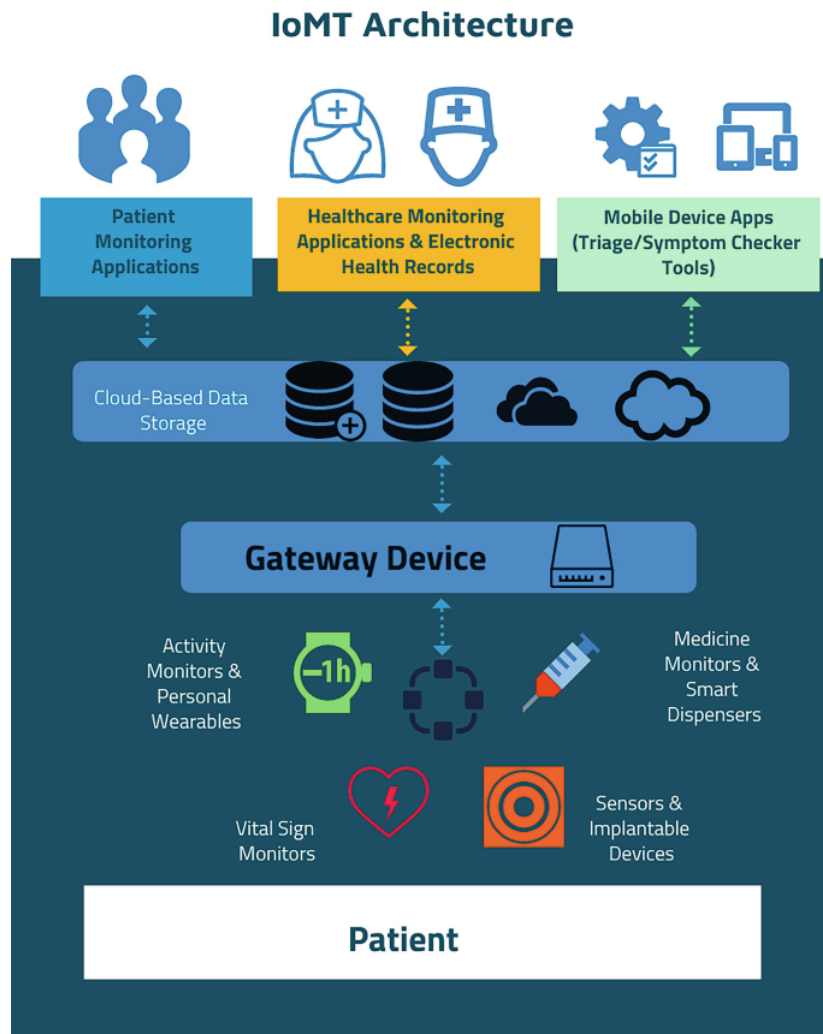 IoMT Architecture
Patient
Monitoring
Applications
Healthcare Monitoring
Applications & Electronic
Health Records
Mobile Device Apps
(Triage/Symptom Checker
Tools)
Cloud-Based Data
Storage
Gateway Device
Activity
Monitors &
Personal
Wearables
–1h
Medicine
Monitors &
Smart
Dispensers
Vital Sign
Monitors
Sensors &
Implantable
Devices
Patient